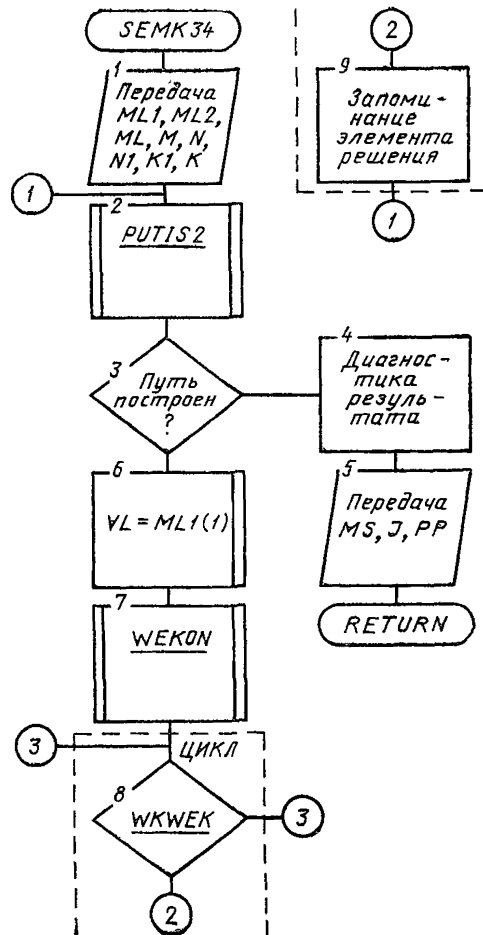 SEMK34
1
Передача
ML1, ML2,
ML, M, N,
N1, K1, K
1
2
PUTIS2
3
Путь
построен
?
4
Диагнос-
тика
резуль-
тата
5
Передача
MS, J, PP
RETURN
6
VL = ML1(1)
7
WEKON
3
ЦИКЛ
8
WKWEK
3
2
2
9
Запоми-
нание
элемента
решения
1